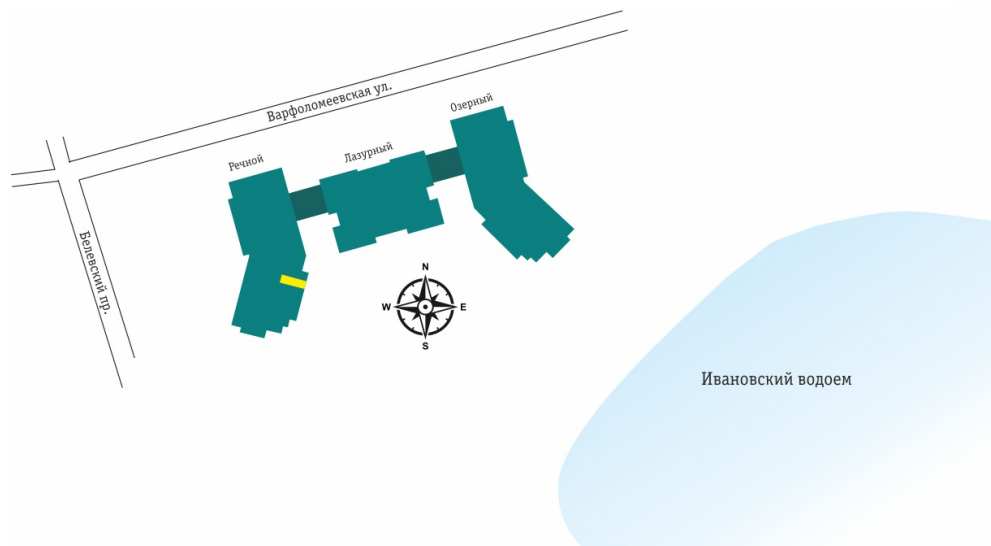 Варфоломеевская ул.
Озерный
Лазурный
Речной
Белевский пр.
N
W
E
S
Ивановский водоем